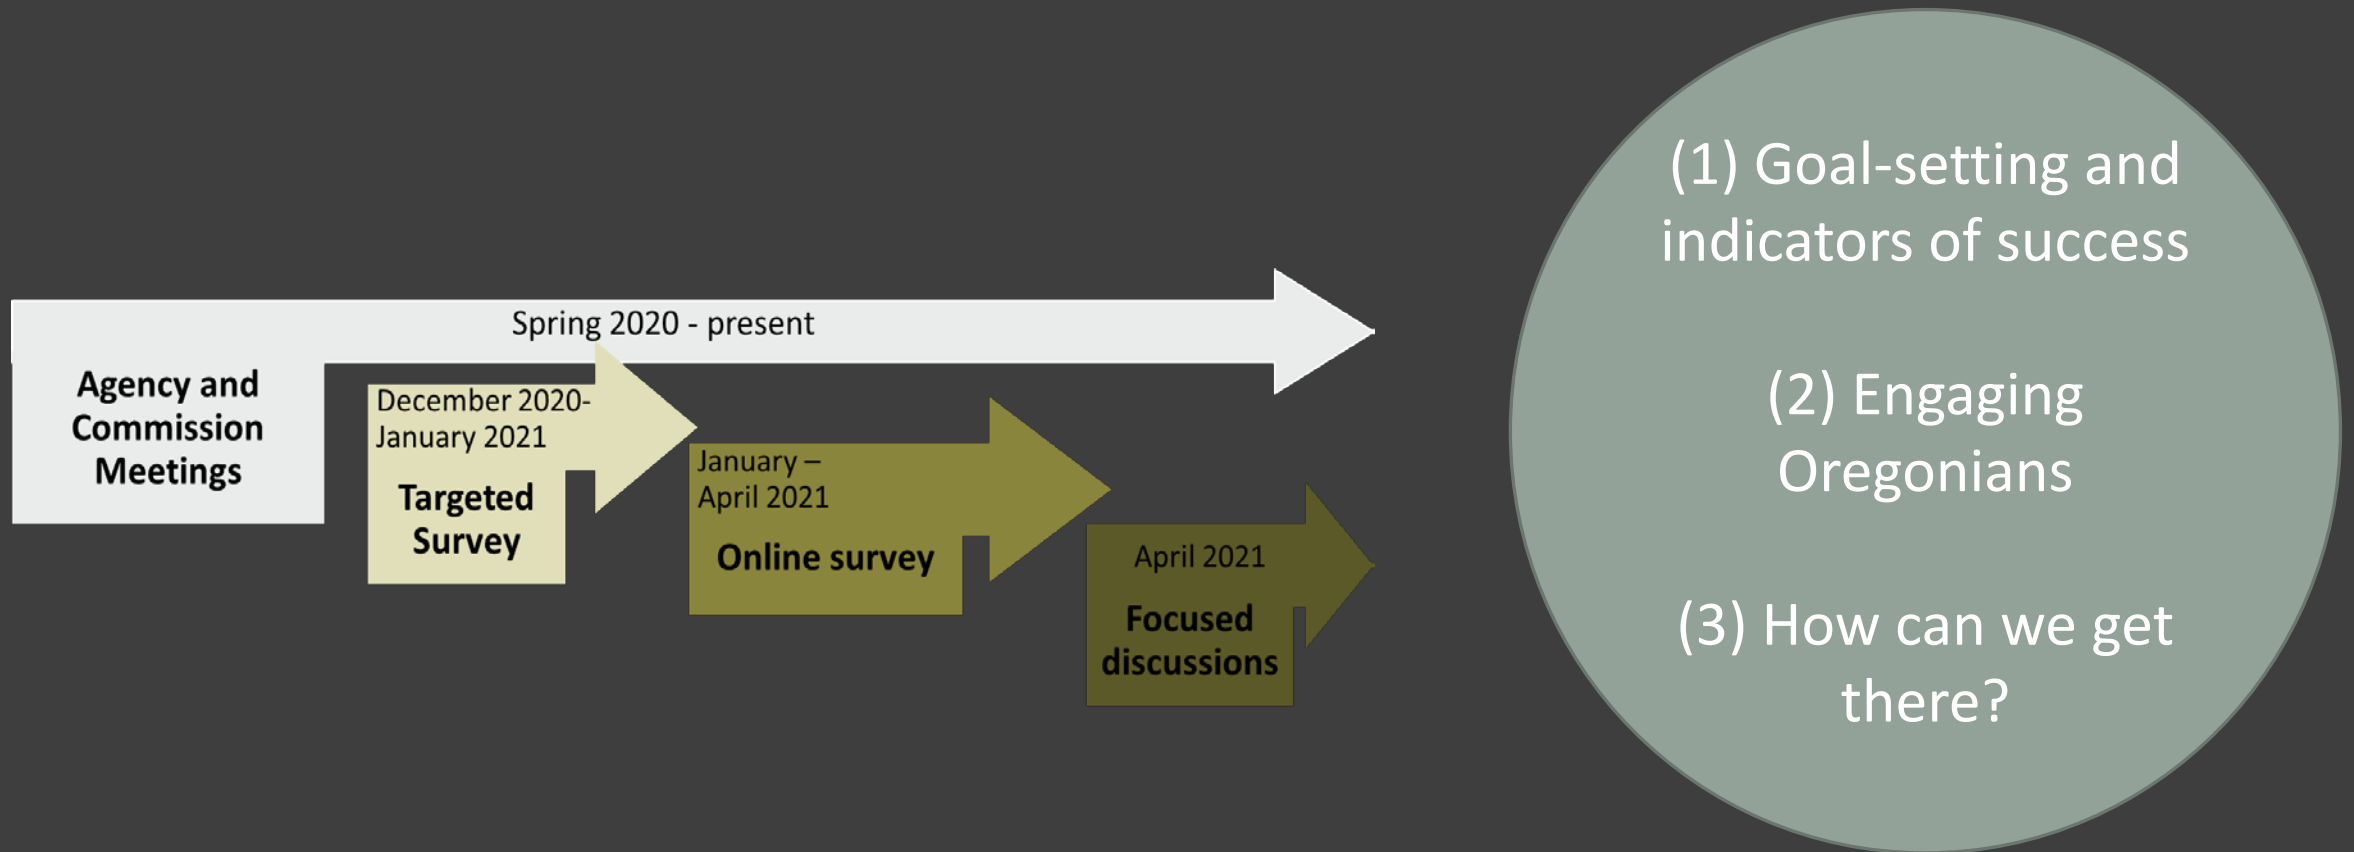 Spring 2020 - present
Agency and
Commission
Meetings
December 2020-
January 2021
Targeted
Survey
January –
April 2021
Online survey
April 2021
Focused
discussions
(1) Goal-setting and
indicators of success
(2) Engaging
Oregonians
(3) How can we get
there?